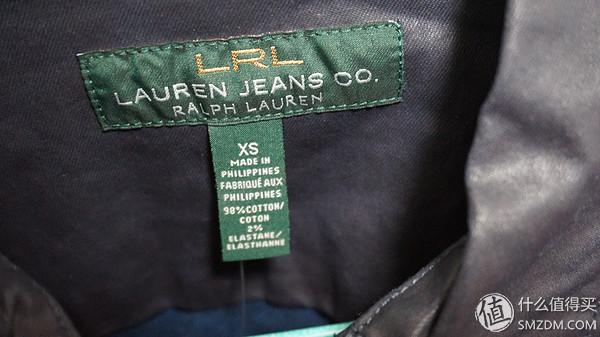 LRL
LAUREN JEANS CO.
RALPH LAUREN
XS
MADE IN
PHILIPPINES
FABRIQUÉ AUX
PHILIPPINES
98% COTTON/
COTON
2%
ELASTANE/
ELASTHANNE
值 什么值得买
SMZDM.COM